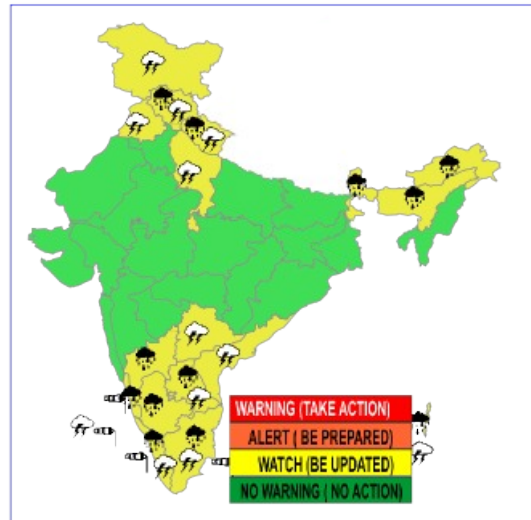 WARNING (TAKE ACTION)
ALERT ( BE PREPARED)
WATCH (BE UPDATED)
NO WARNING ( NO ACTION)